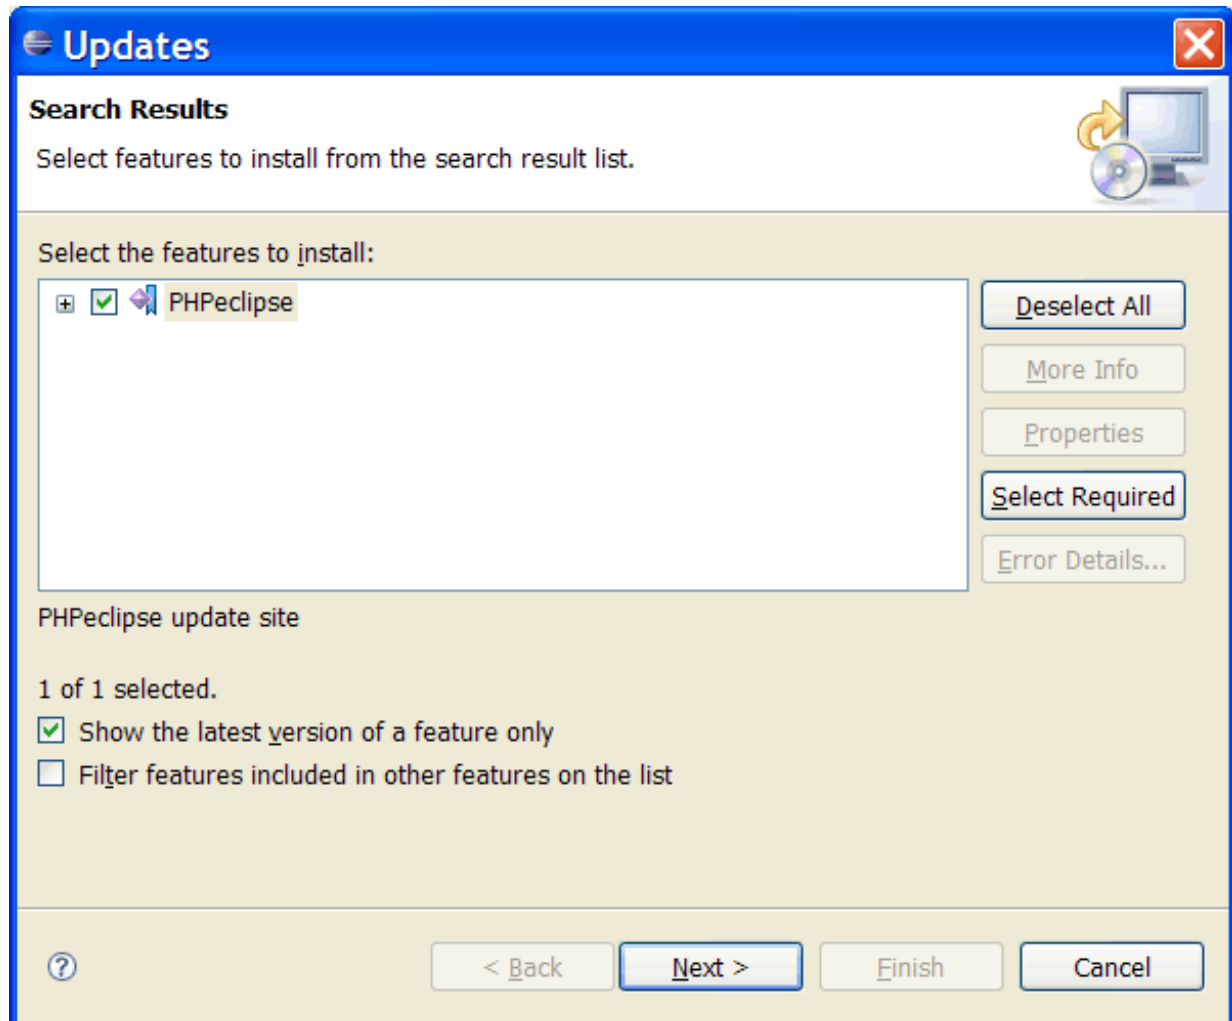 Updates
Search Results
Select features to install from the search result list.
Select the features to install:
PHPeclipse
Deselect All
More Info
Properties
Select Required
Error Details...
PHPeclipse update site
1 of 1 selected.
Show the latest version of a feature only
Filter features included in other features on the list
? < Back Next > Finish Cancel